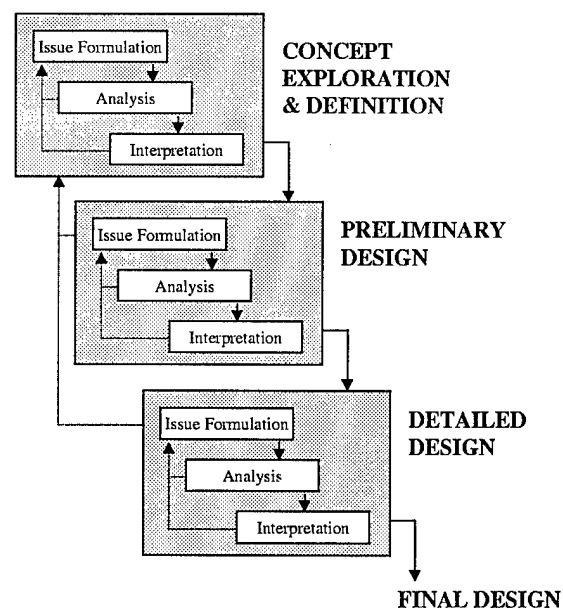 Issue Formulation
Analysis
Interpretation
CONCEPT
EXPLORATION
& DEFINITION
Issue Formulation
Analysis
Interpretation
PRELIMINARY
DESIGN
Issue Formulation
Analysis
Interpretation
DETAILED
DESIGN
FINAL DESIGN